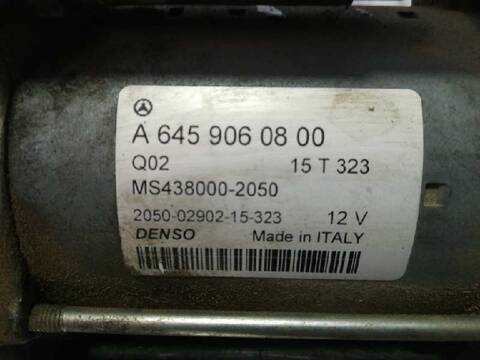 A 645 906 08 00
Q02 15 T 323
MS438000-2050
2050-02902-15-323 12 V
DENSO Made in ITALY